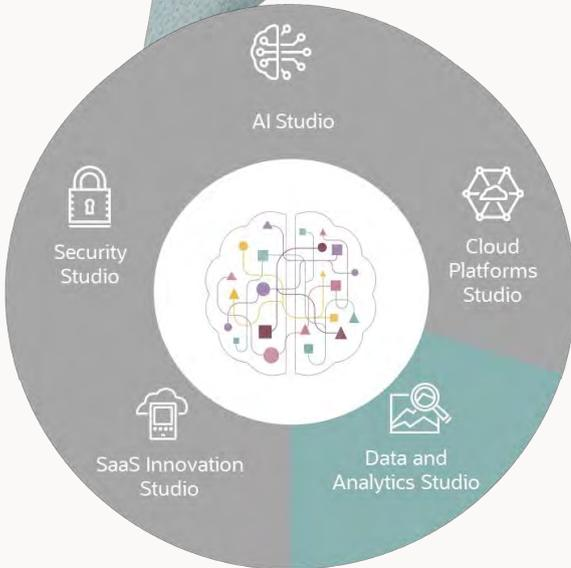 AI Studio
Cloud
Platforms
Studio
Data and
Analytics Studio
SaaS Innovation
Studio
Security
Studio